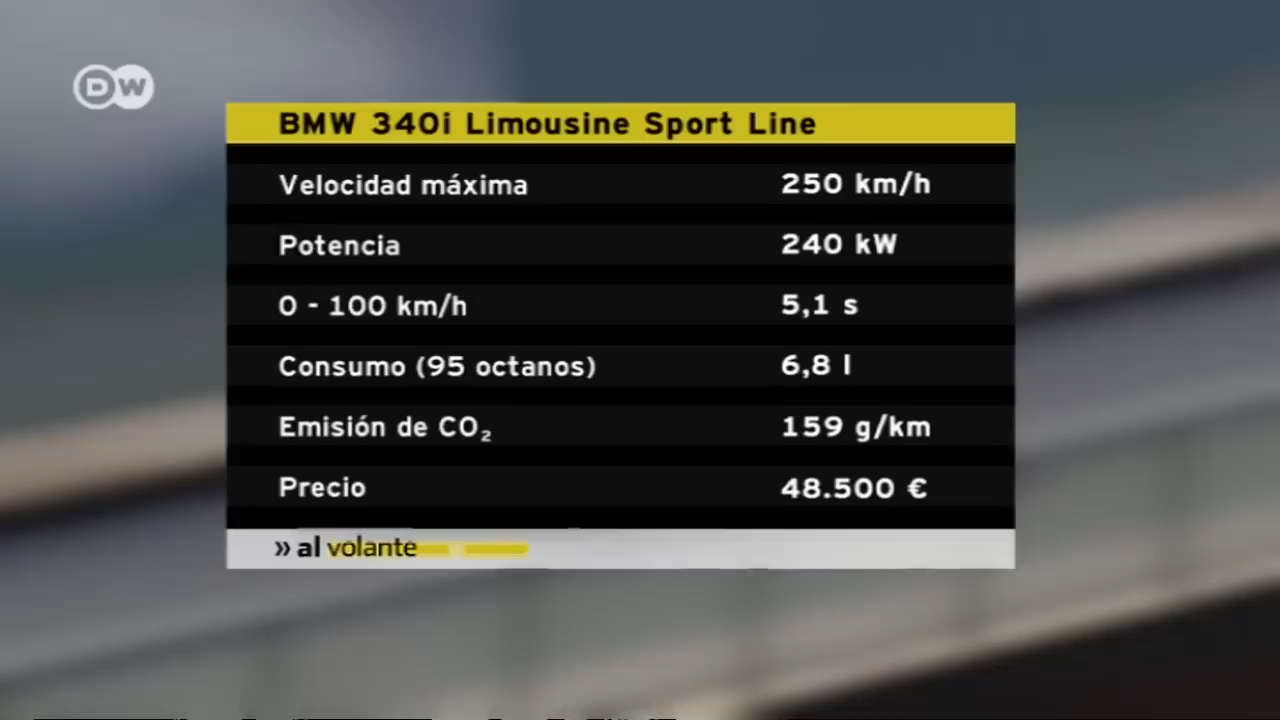 DW
BMW 340i Limousine Sport Line
Velocidad máxima 250 km/h
Potencia 240 kW
0 - 100 km/h 5,1 s
Consumo (95 octanos) 6,8 l
Emisión de CO₂ 159 g/km
Precio 48.500 €
» al volante